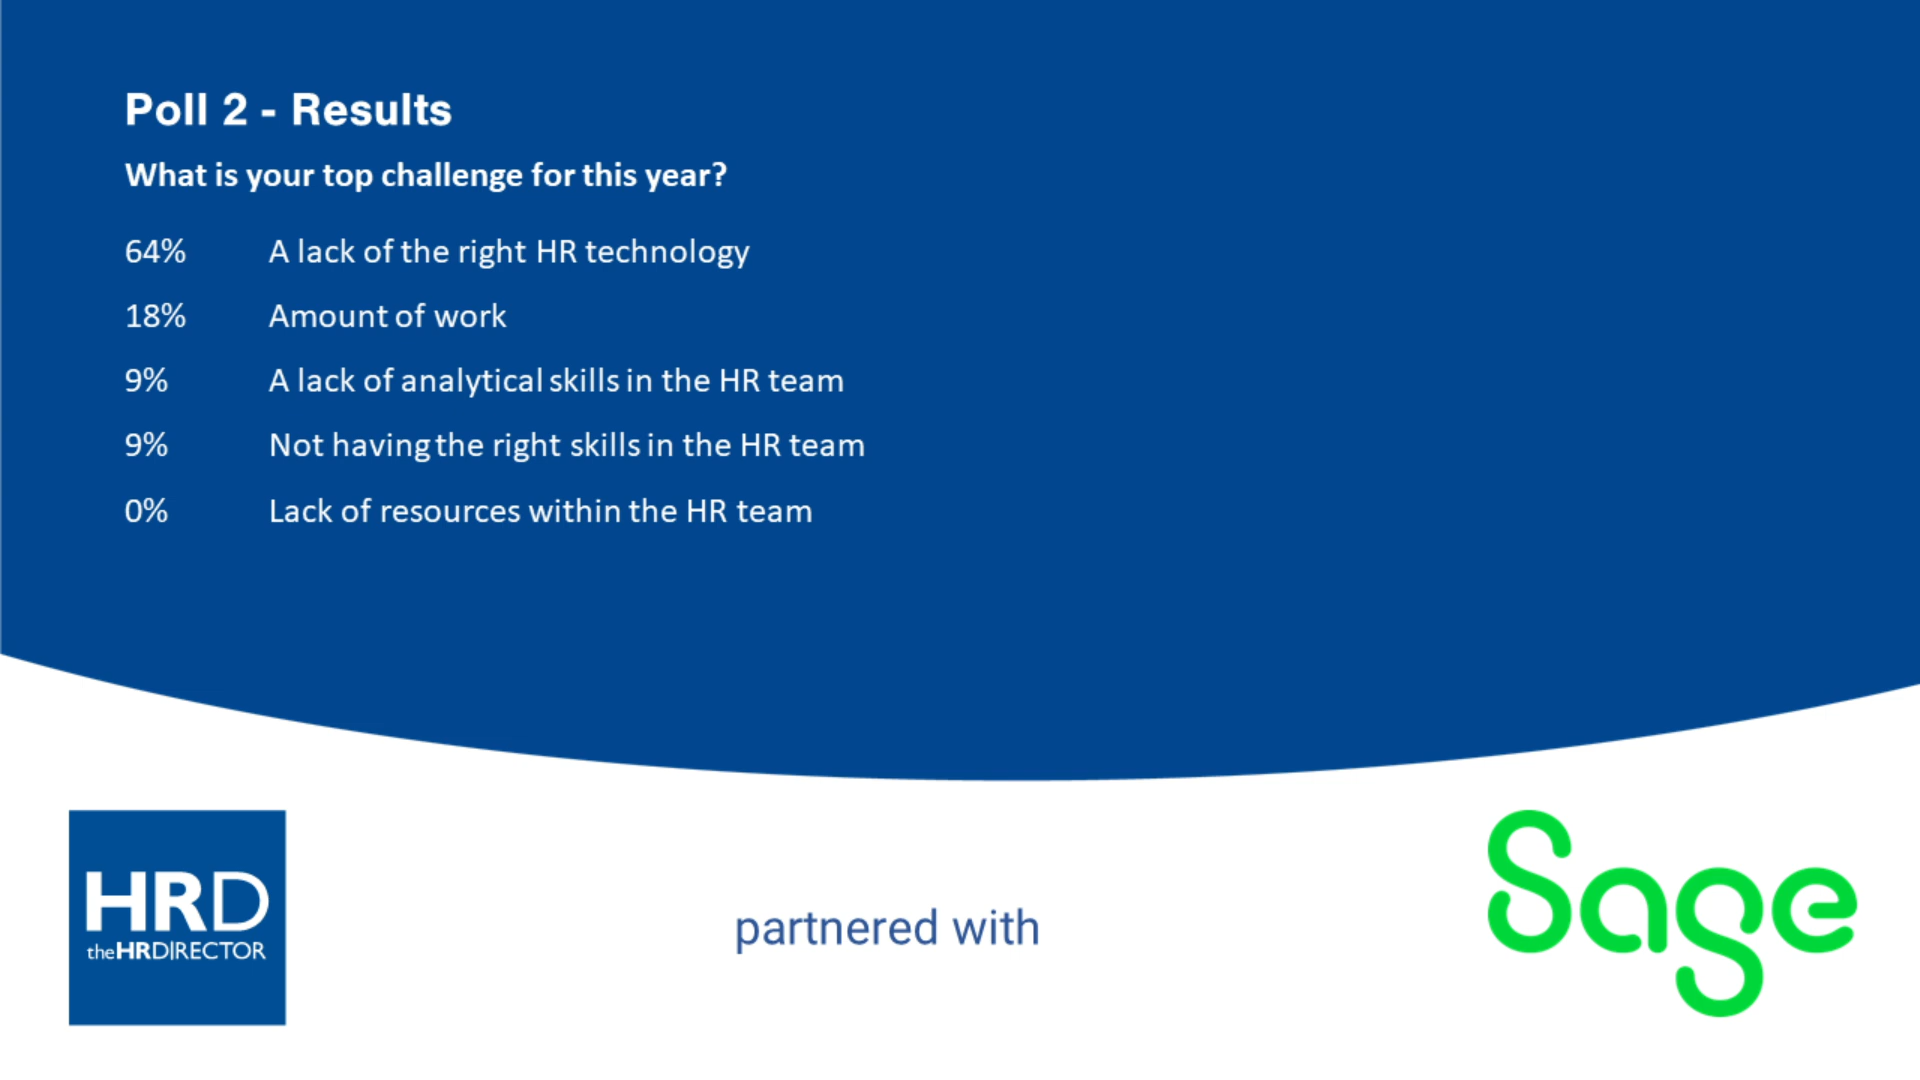 Poll 2 - Results
What is your top challenge for this year?
64% A lack of the right HR technology
18% Amount of work
9% A lack of analytical skills in the HR team
9% Not having the right skills in the HR team
0% Lack of resources within the HR team
HRD
theHRDIRECTOR
partnered with
Sage